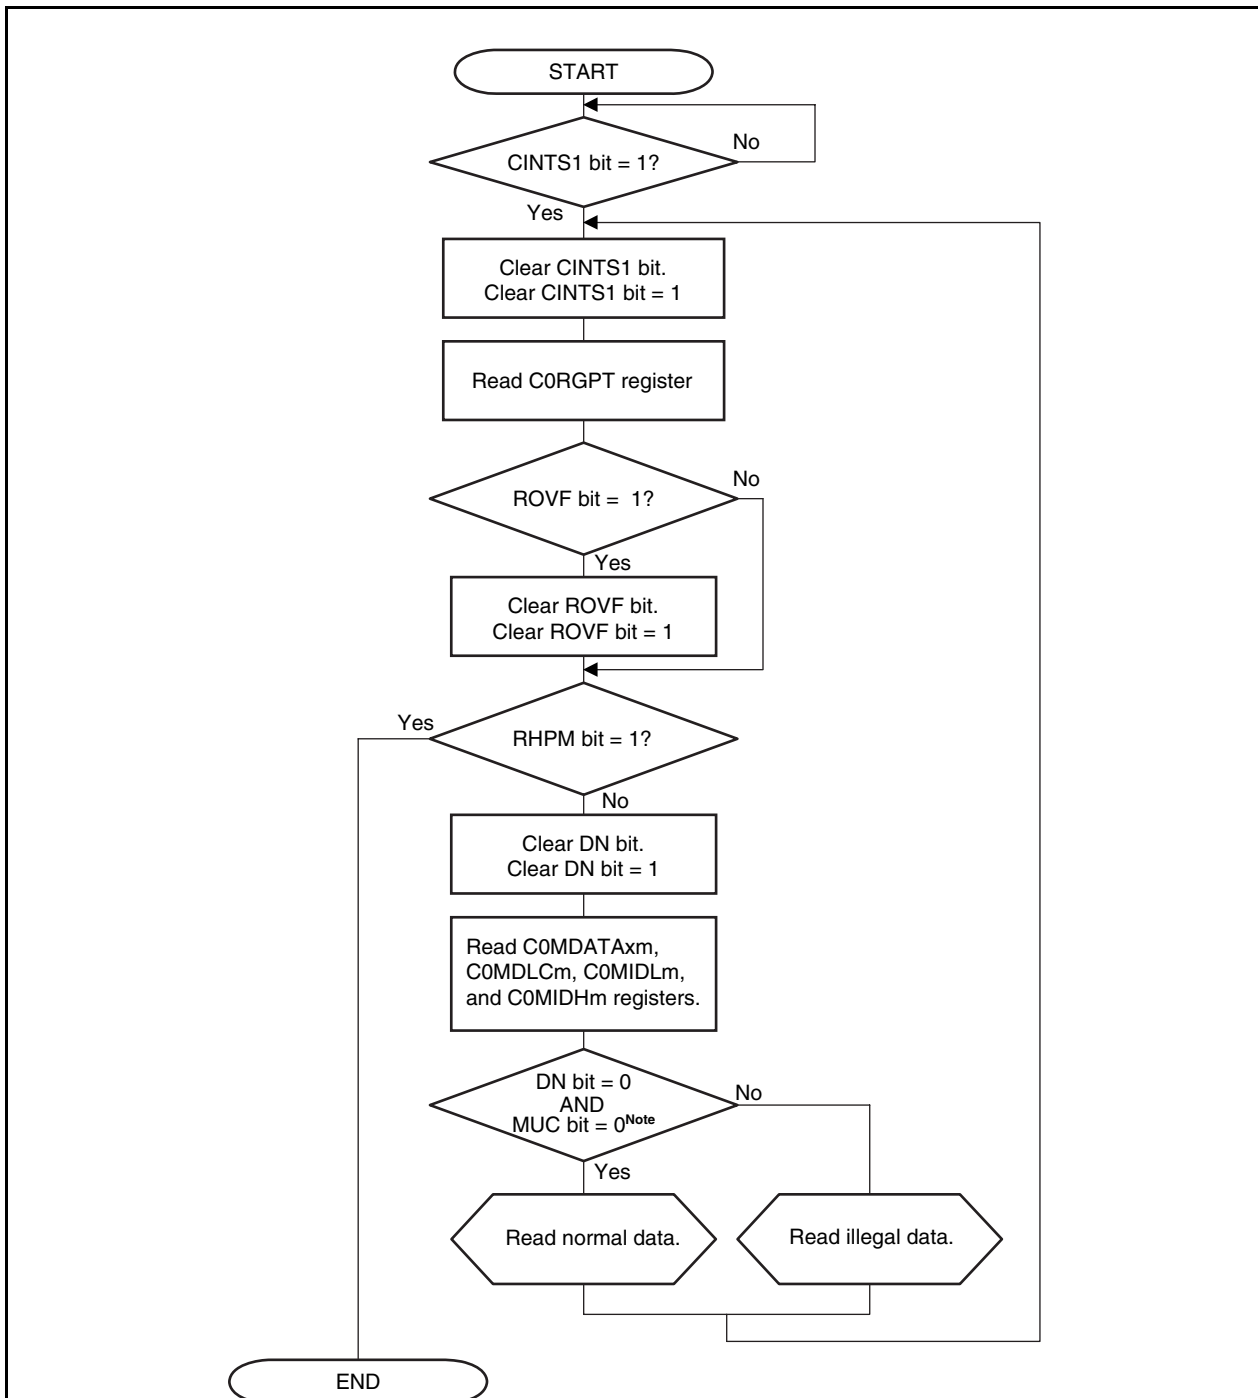 START
No
CINTS1 bit = 1?
Yes
Clear CINTS1 bit.
Clear CINTS1 bit = 1
Read C0RGPT register
No
ROVF bit = 1?
Yes
Clear ROVF bit.
Clear ROVF bit = 1
Yes
RHPM bit = 1?
No
Clear DN bit.
Clear DN bit = 1
Read C0MDATAxm,
C0MDLCm, C0MIDLm,
and C0MIDHm registers.
DN bit = 0
No
AND
MUC bit = 0Note
Yes
Read normal data.
Read illegal data.
END